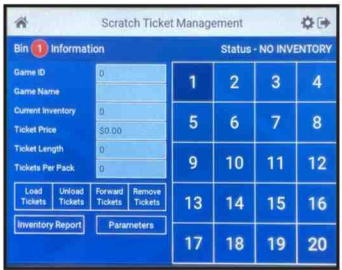 Scratch Ticket Management
Bin 1 Information
Status - NO INVENTORY
Game ID 0
Game Name
Current Inventory 0
Ticket Price $0.00
Ticket Length 0
Tickets Per Pack 0
Load Tickets
Unload Tickets
Forward Tickets
Remove Tickets
Inventory Report
Parameters
1 2 3 4
5 6 7 8
9 10 11 12
13 14 15 16
17 18 19 20